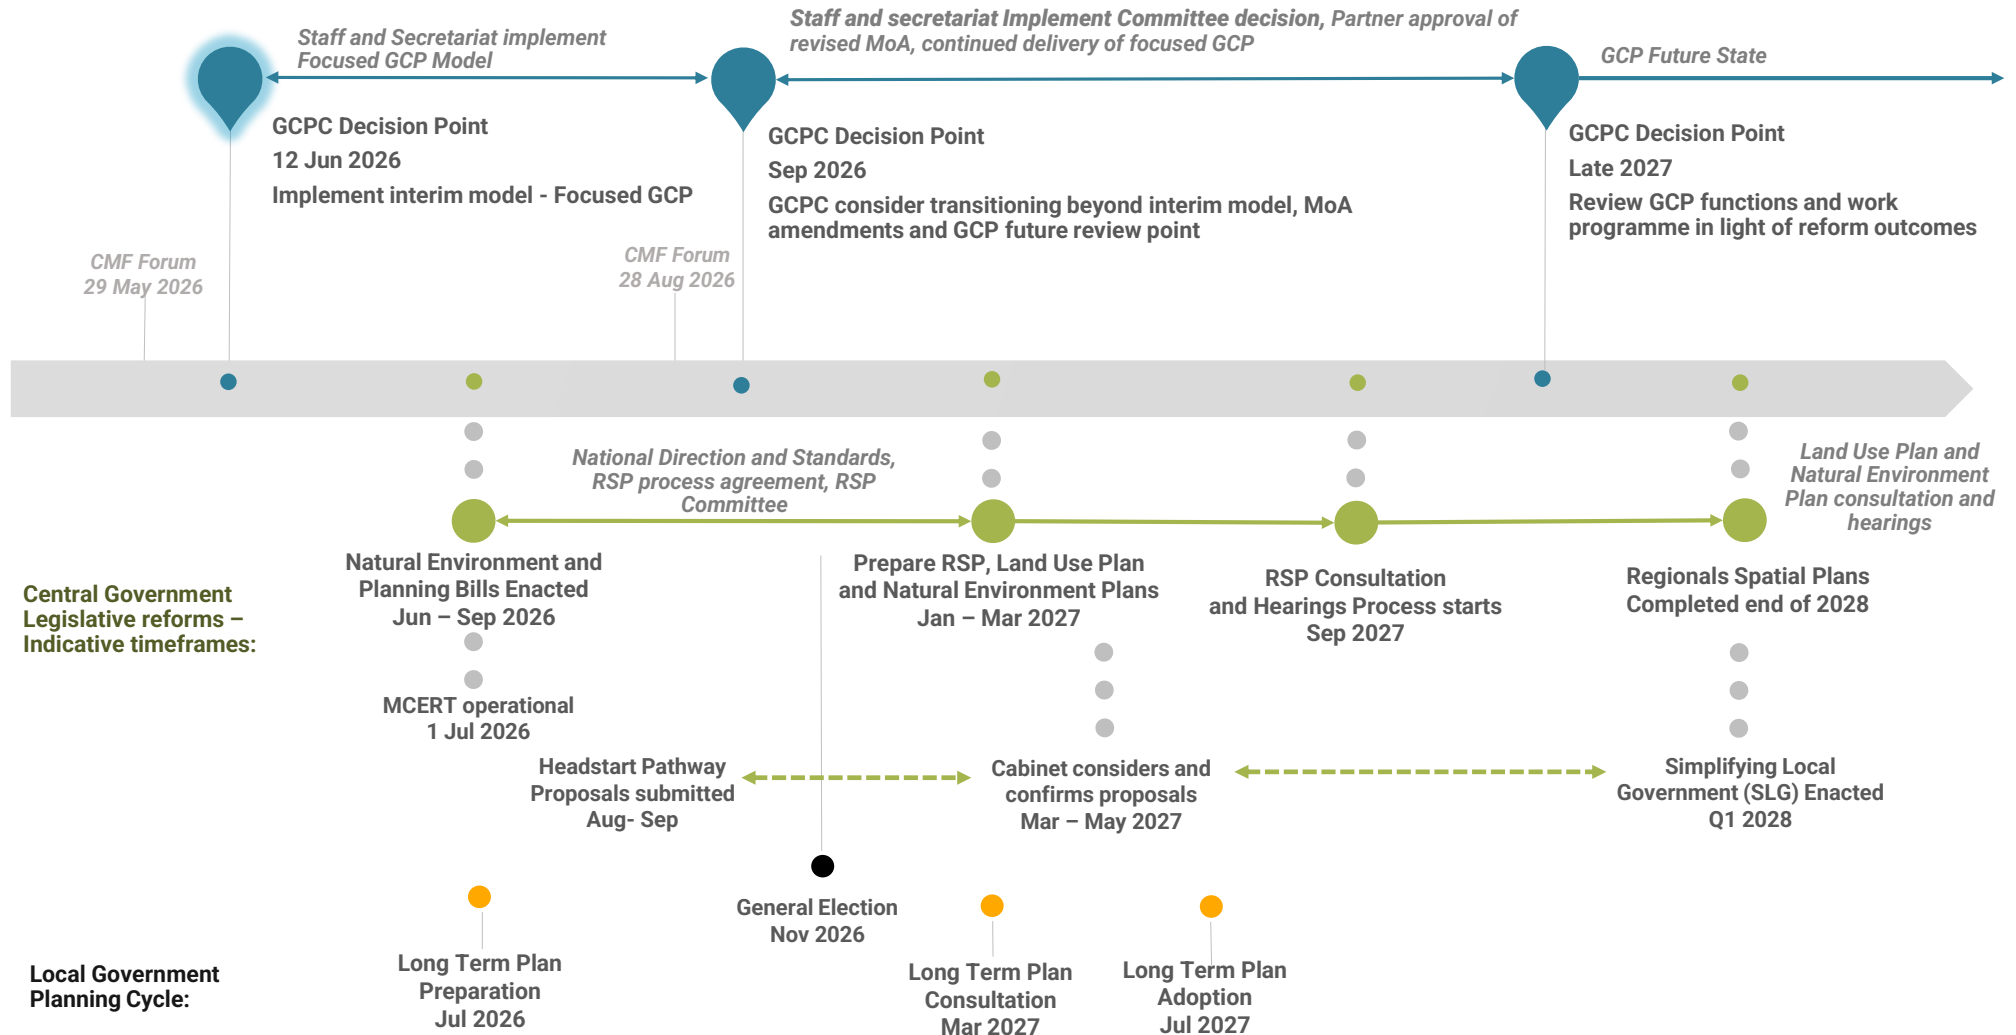 Staff and Secretariat implement
Focused GCP Model
Staff and secretariat Implement Committee decision, Partner approval of
revised MoA, continued delivery of focused GCP
GCP Future State
GCPC Decision Point
12 Jun 2026
Implement interim model - Focused GCP
GCPC Decision Point
Sep 2026
GCPC consider transitioning beyond interim model, MoA
amendments and GCP future review point
GCPC Decision Point
Late 2027
Review GCP functions and work
programme in light of reform outcomes
CMF Forum
29 May 2026
CMF Forum
28 Aug 2026
National Direction and Standards,
RSP process agreement, RSP
Committee
Land Use Plan and
Natural Environment
Plan consultation and
hearings
Central Government
Legislative reforms –
Indicative timeframes:
Natural Environment and
Planning Bills Enacted
Jun – Sep 2026
Prepare RSP, Land Use Plan
and Natural Environment Plans
Jan – Mar 2027
RSP Consultation
and Hearings Process starts
Sep 2027
Regionals Spatial Plans
Completed end of 2028
MCERT operational
1 Jul 2026
Headstart Pathway
Proposals submitted
Aug- Sep
Cabinet considers and
confirms proposals
Mar – May 2027
Simplifying Local
Government (SLG) Enacted
Q1 2028
General Election
Nov 2026
Local Government
Planning Cycle:
Long Term Plan
Preparation
Jul 2026
Long Term Plan
Consultation
Mar 2027
Long Term Plan
Adoption
Jul 2027